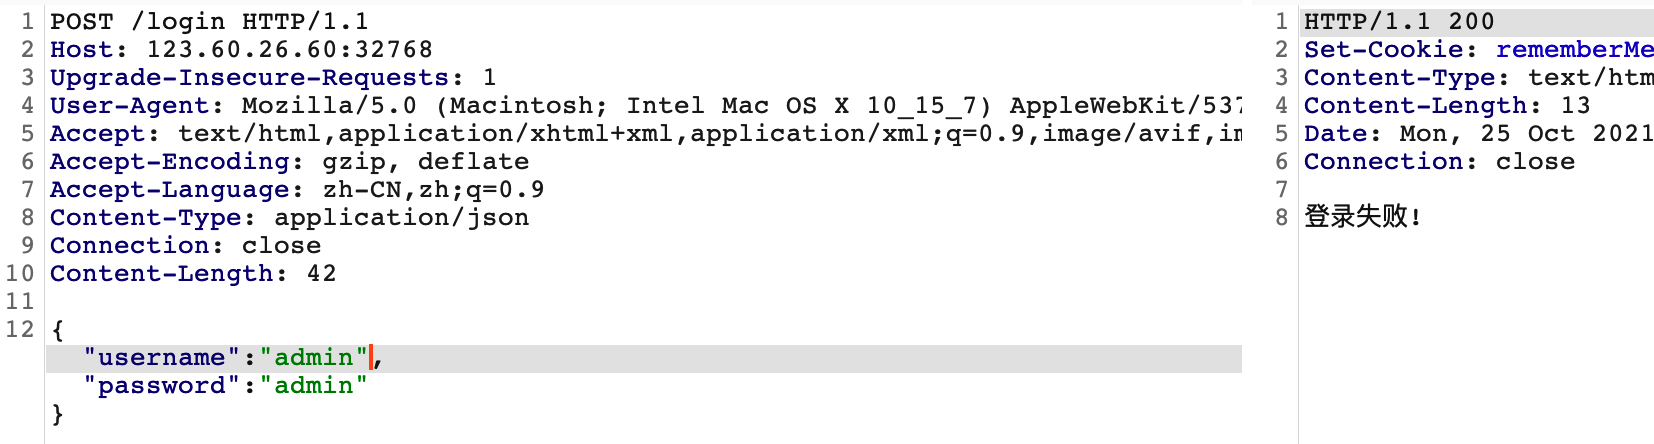 1 POST /login HTTP/1.1
2 Host: 123.60.26.60:32768
3 Upgrade-Insecure-Requests: 1
4 User-Agent: Mozilla/5.0 (Macintosh; Intel Mac OS X 10_15_7) AppleWebKit/537
5 Accept: text/html,application/xhtml+xml,application/xml;q=0.9,image/avif,im
6 Accept-Encoding: gzip, deflate
7 Accept-Language: zh-CN,zh;q=0.9
8 Content-Type: application/json
9 Connection: close
10 Content-Length: 42
11
12 {
"username":"admin",
"password":"admin"
}
1 HTTP/1.1 200
2 Set-Cookie: rememberMe
3 Content-Type: text/htm
4 Content-Length: 13
5 Date: Mon, 25 Oct 2021
6 Connection: close
7
8 登录失败!